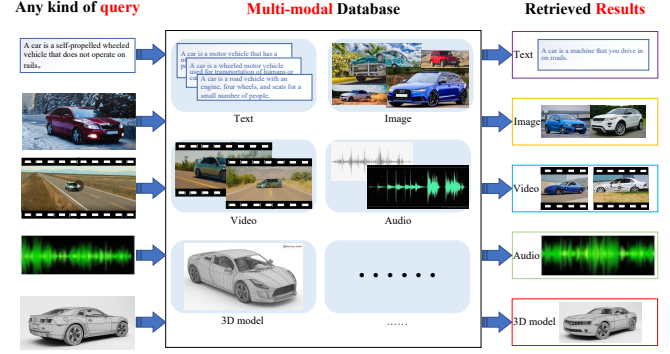 Any kind of query
Multi-modal Database
Retrieved Results
A car is a self-propelled wheeled
vehicle that does not operate on
rails。
A car is a motor vehicle that has a
A car is a wheeled motor vehicle
used for transportation of humans or
A car is a road vehicle with an
engine, four wheels, and seats for a
small number of people.
Text
Image
Video
Audio
3D model
……
Text
A car is a machine that you drive in
on roads.
Image
Video
Audio
3D model